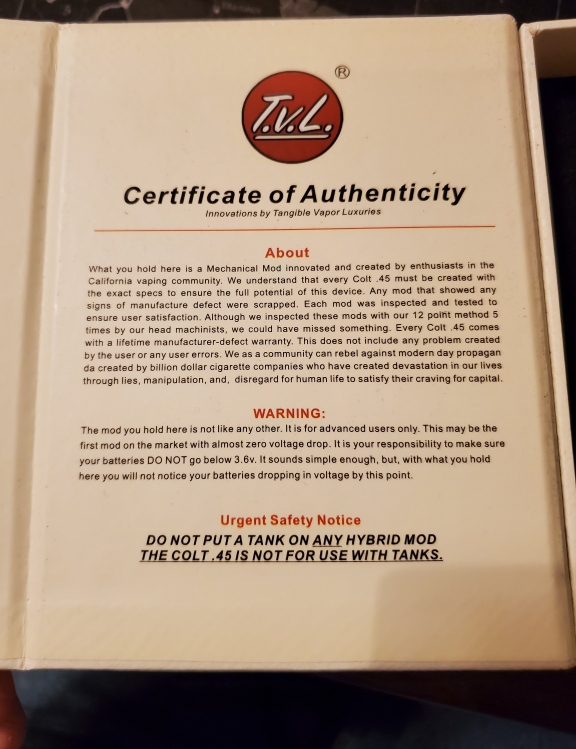 ®
T.V.L.
Certificate of Authenticity
Innovations by Tangible Vapor Luxuries
About
What you hold here is a Mechanical Mod innovated and created by enthusiasts in the
California vaping community. We understand that every Colt .45 must be created with
the exact specs to ensure the full potential of this device. Any mod that showed any
signs of manufacture defect were scrapped. Each mod was inspected and tested to
ensure user satisfaction. Although we inspected these mods with our 12 point method 5
times by our head machinists, we could have missed something. Every Colt .45 comes
with a lifetime manufacturer-defect warranty. This does not include any problem created
by the user or any user errors. We as a community can rebel against modern day propagan
da created by billion dollar cigarette companies who have created devastation in our lives
through lies, manipulation, and, disregard for human life to satisfy their craving for capital.
WARNING:
The mod you hold here is not like any other. It is for advanced users only. This may be the
first mod on the market with almost zero voltage drop. It is your responsibility to make sure
your batteries DO NOT go below 3.6v. It sounds simple enough, but, with what you hold
here you will not notice your batteries dropping in voltage by this point.
Urgent Safety Notice
DO NOT PUT A TANK ON ANY HYBRID MOD
THE COLT .45 IS NOT FOR USE WITH TANKS.